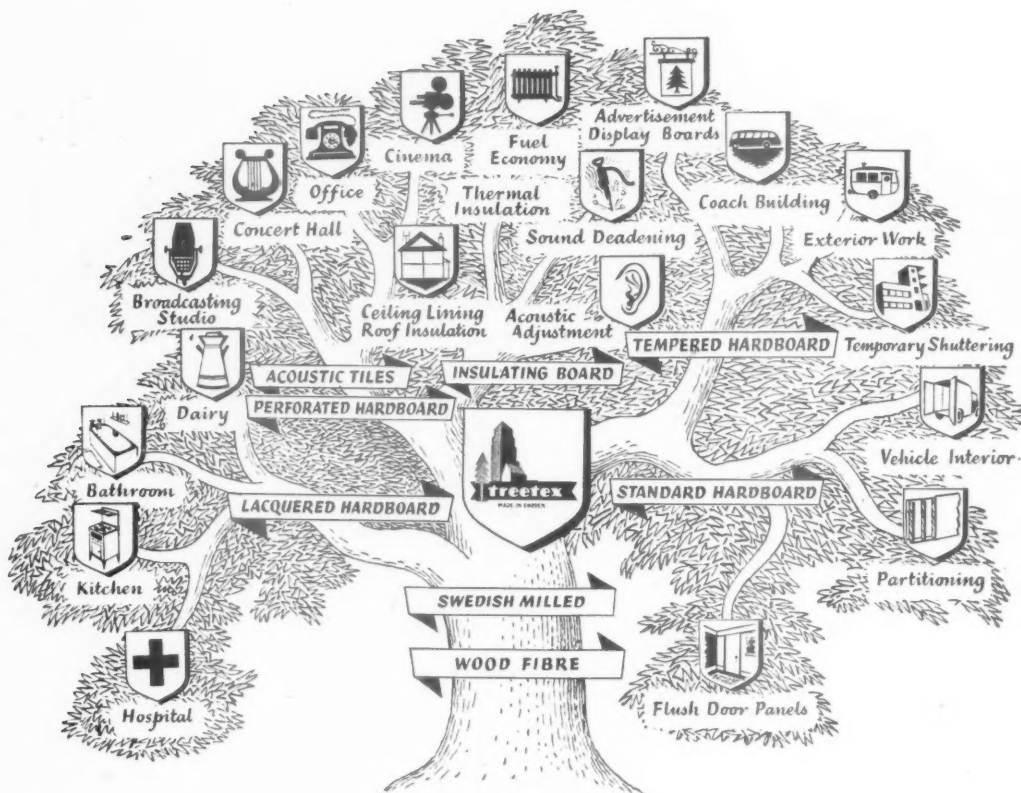 Advertisement
Display Boards
Fuel
Economy
Cinema
Office
Thermal
Insulation
Coach Building
Concert Hall
Sound Deadening
Exterior Work
Broadcasting
Studio
Ceiling Lining
Roof Insulation
Acoustic
Adjustment
TEMPERED HARDBOARD
Temporary Shuttering
ACOUSTIC TILES
INSULATING BOARD
Dairy
PERFORATED HARDBOARD
treetex
MADE IN SWEDEN
Vehicle Interior
Bathroom
LACQUERED HARDBOARD
STANDARD HARDBOARD
Kitchen
Partitioning
SWEDISH MILLED
WOOD FIBRE
Hospital
Flush Door Panels